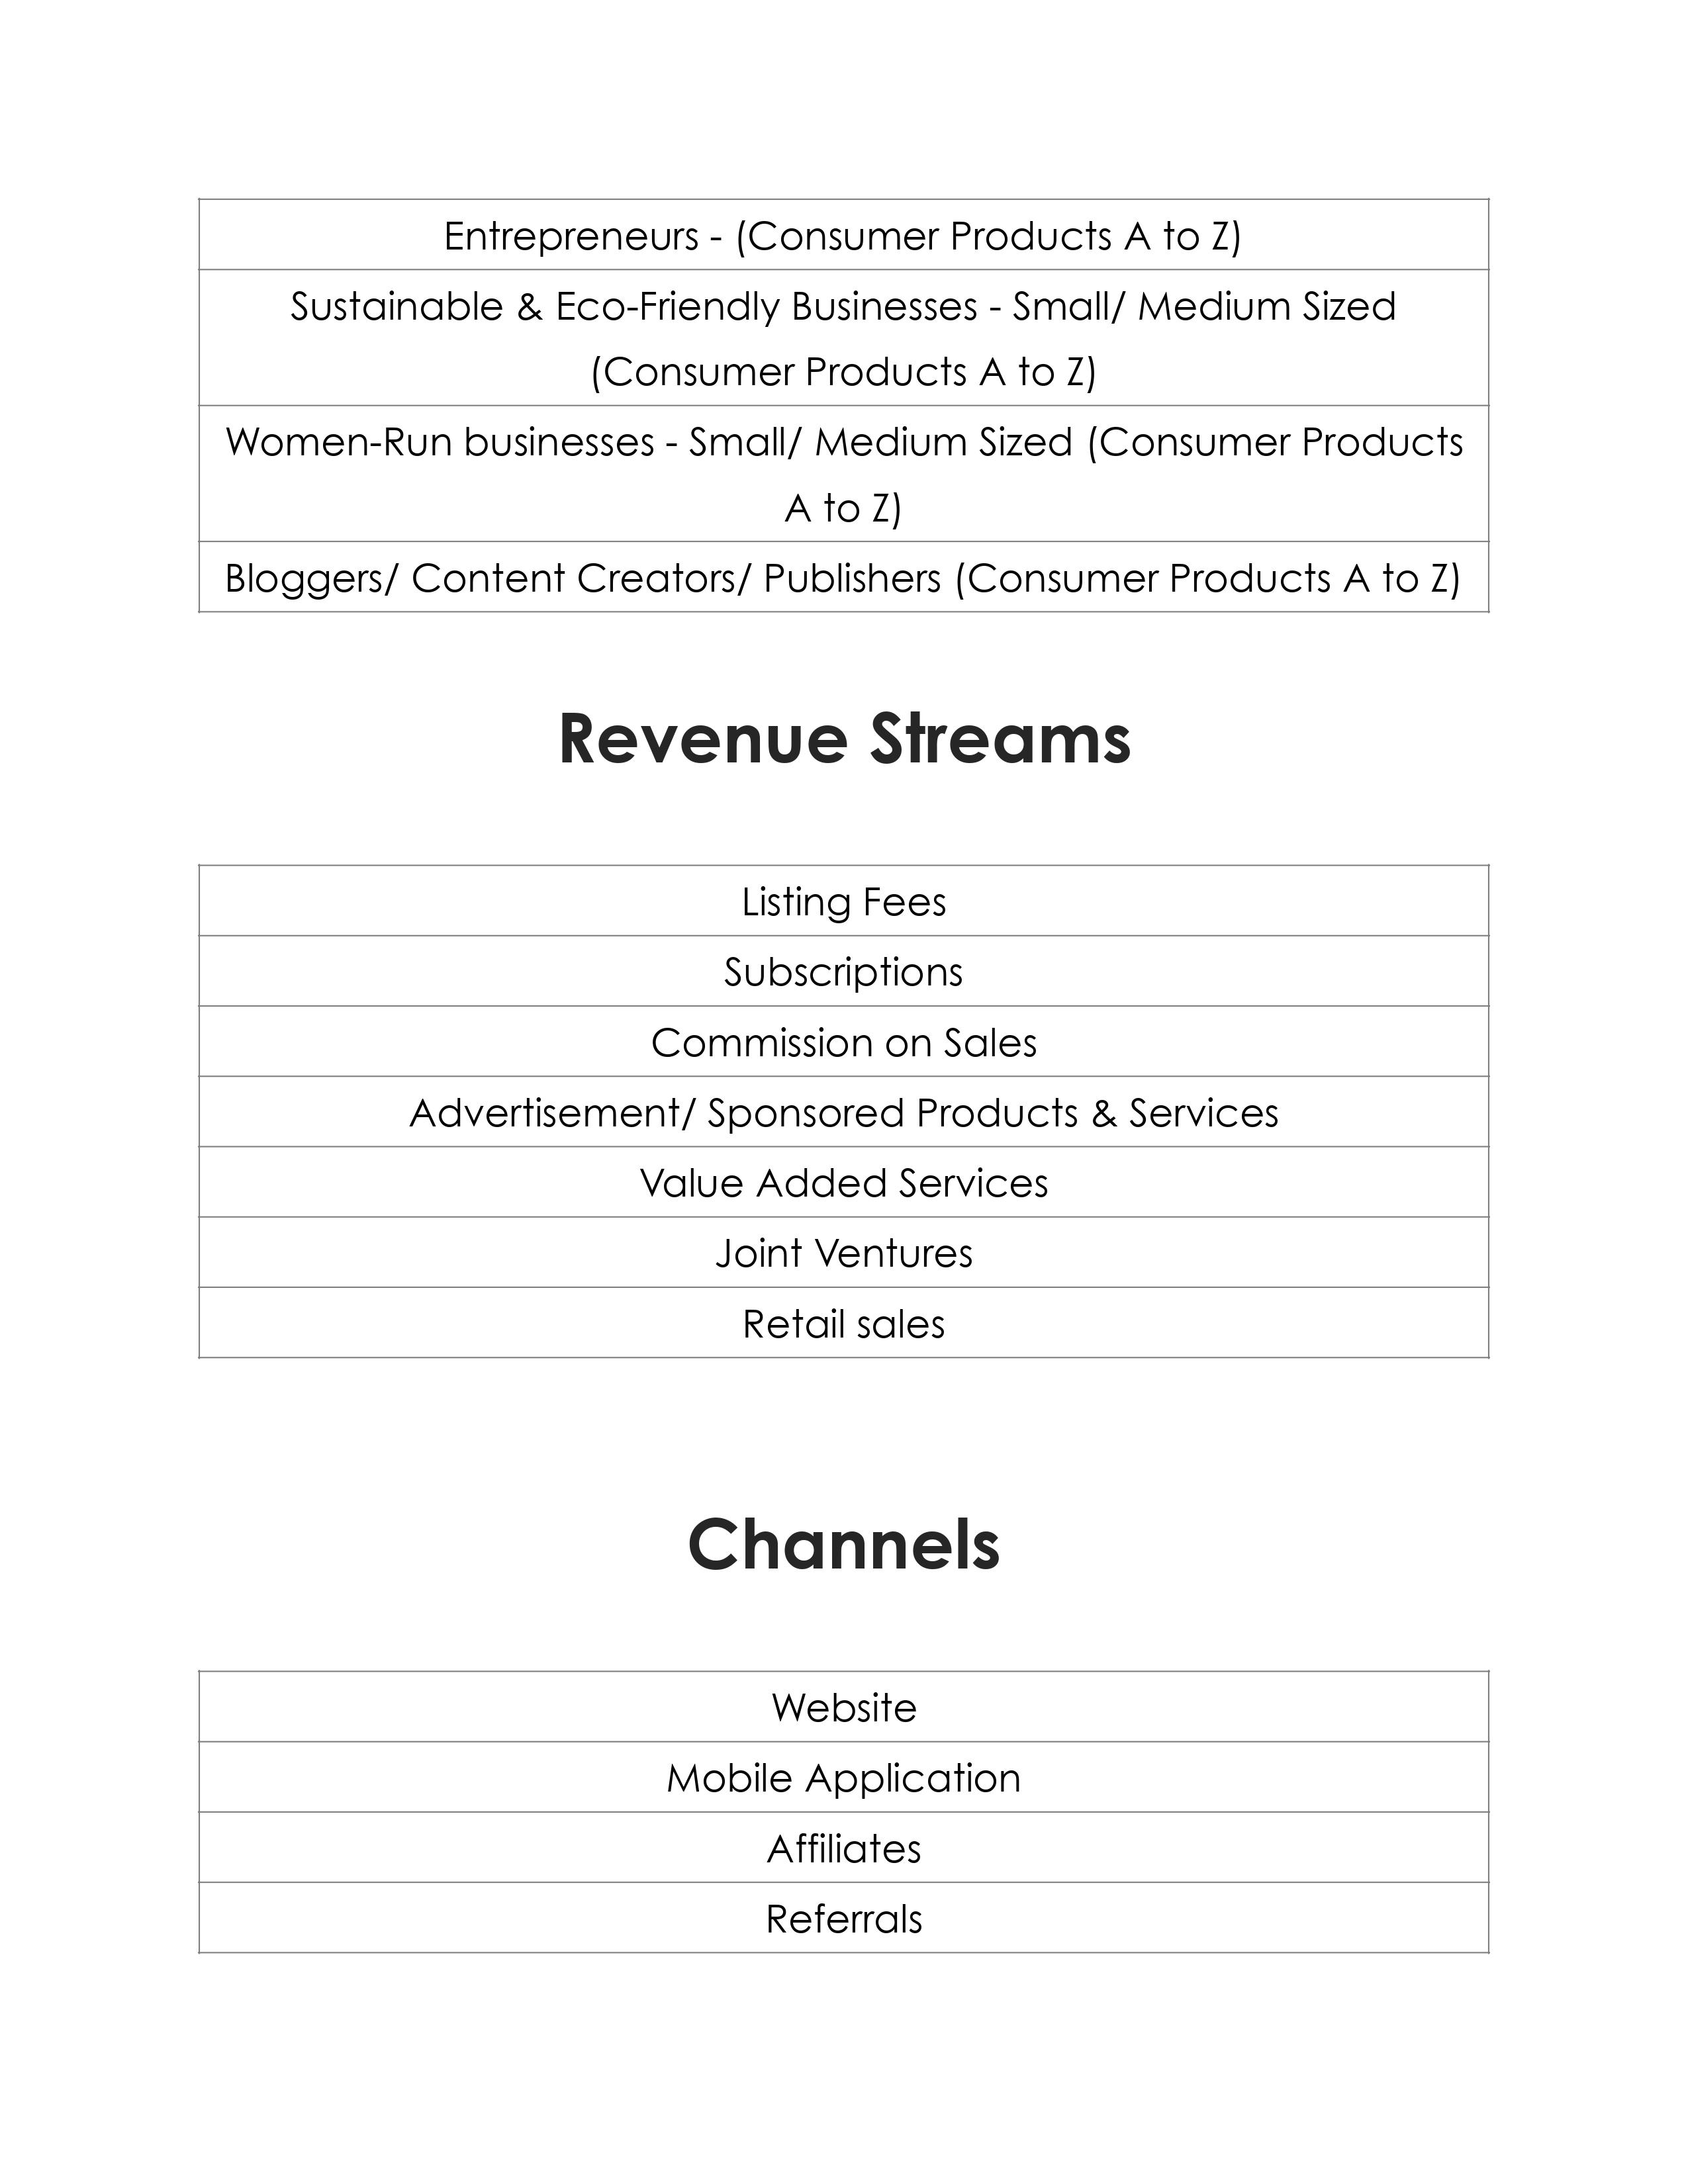 Entrepreneurs - (Consumer Products A to Z)
Sustainable & Eco-Friendly Businesses - Small/ Medium Sized
(Consumer Products A to Z)
Women-Run businesses - Small/ Medium Sized (Consumer Products
A to Z)
Bloggers/ Content Creators/ Publishers (Consumer Products A to Z)
Revenue Streams
Listing Fees
Subscriptions
Commission on Sales
Advertisement/ Sponsored Products & Services
Value Added Services
Joint Ventures
Retail sales
Channels
Website
Mobile Application
Affiliates
Referrals